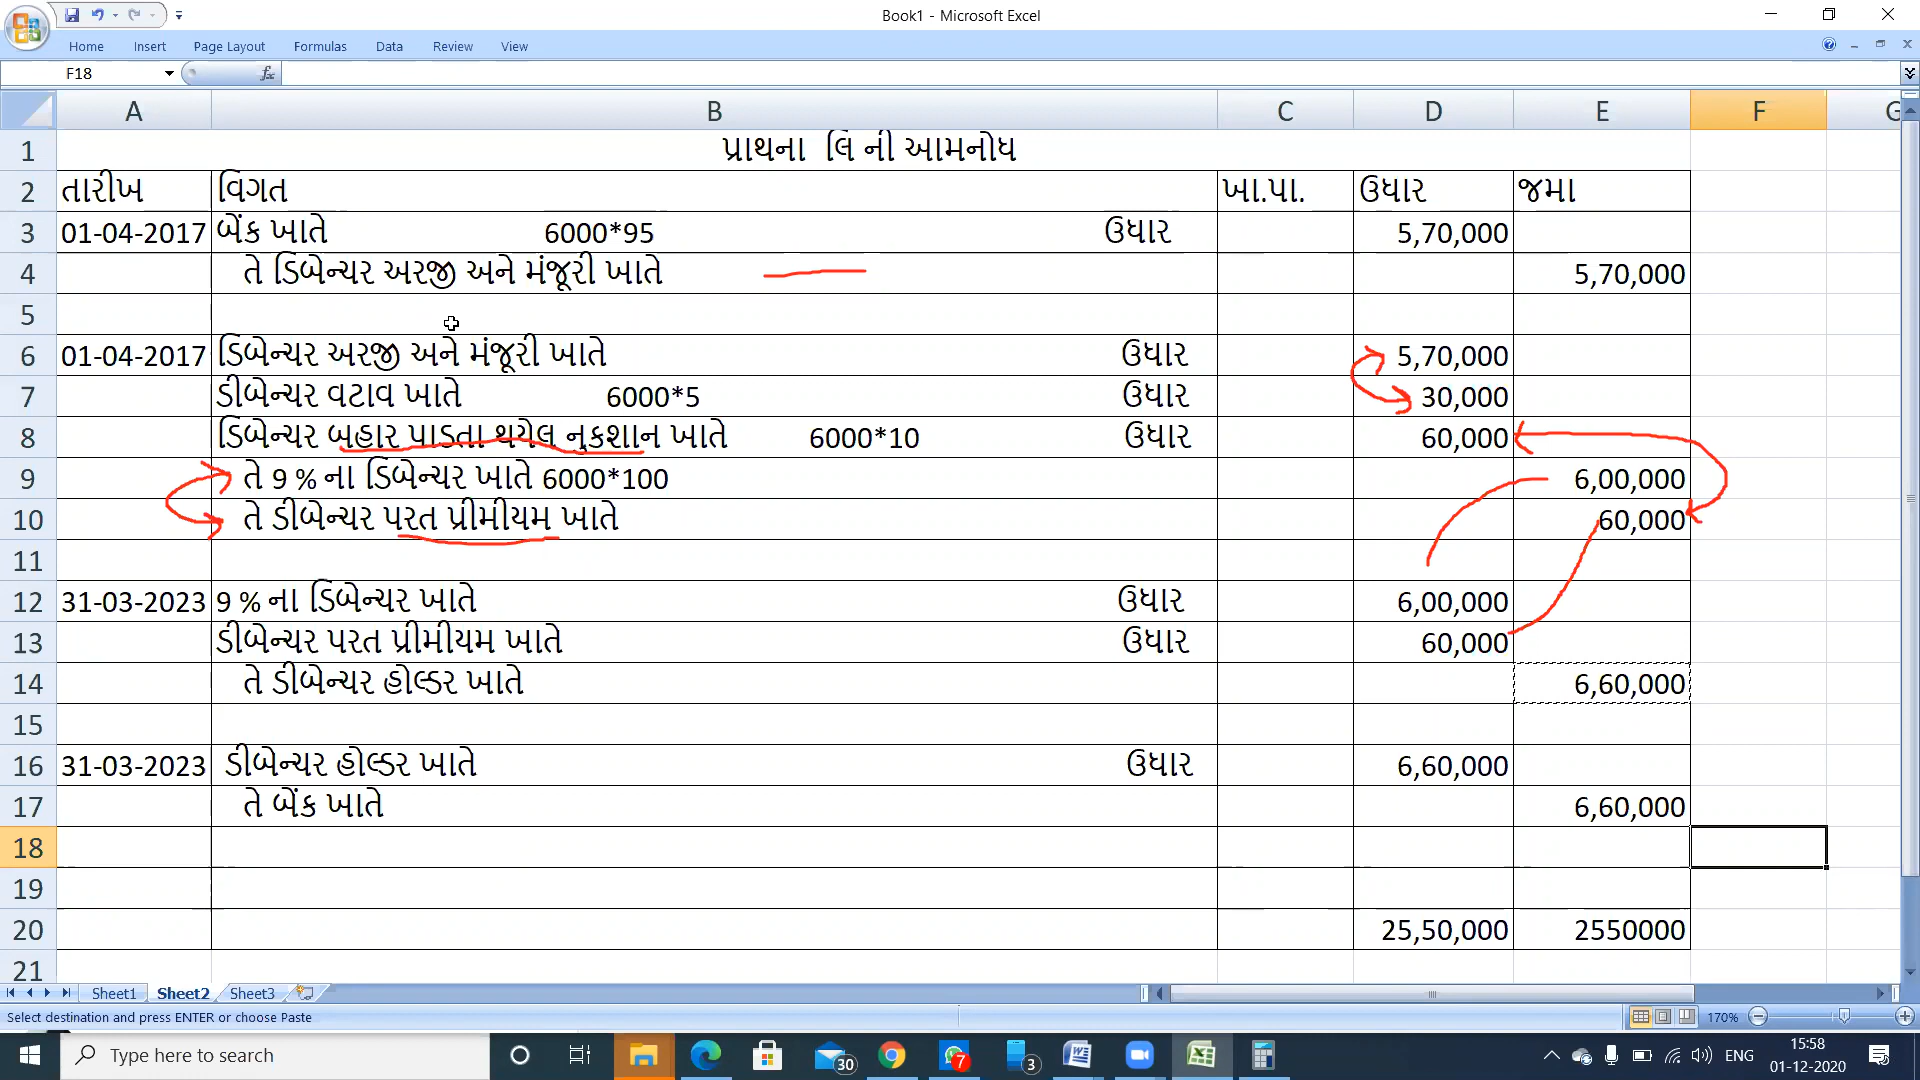 Book1 - Microsoft Excel
Home Insert Page Layout Formulas Data Review View
F18 fx
A B C D E F G
1 પ્રાથના લિ ની આમનોધ
2 તારીખ વિગત ખા.પા. ઉધાર જમા
3 01-04-2017 બેંક ખાતે 6000*95 ઉધાર 5,70,000
4 તે ડિબેન્ચર અરજી અને મંજૂરી ખાતે 5,70,000
5
6 01-04-2017 ડિબેન્ચર અરજી અને મંજૂરી ખાતે ઉધાર 5,70,000
7 ડીબેન્ચર વટાવ ખાતે 6000*5 ઉધાર 30,000
8 ડિબેન્ચર બહાર પાડતા થયેલ નુકશાન ખાતે 6000*10 ઉધાર 60,000
9 તે 9 % ના ડિબેન્ચર ખાતે 6000*100 6,00,000
10 તે ડીબેન્ચર પરત પ્રીમીયમ ખાતે 60,000
11
12 31-03-2023 9 % ના ડિબેન્ચર ખાતે ઉધાર 6,00,000
13 ડીબેન્ચર પરત પ્રીમીયમ ખાતે ઉધાર 60,000
14 તે ડીબેન્ચર હોલ્ડર ખાતે 6,60,000
15
16 31-03-2023 ડીબેન્ચર હોલ્ડર ખાતે ઉધાર 6,60,000
17 તે બેંક ખાતે 6,60,000
18
19
20 25,50,000 2550000
21
Sheet1 Sheet2 Sheet3
Select destination and press ENTER or choose Paste 170%
Type here to search 30 7 3 ENG 15:58
01-12-2020